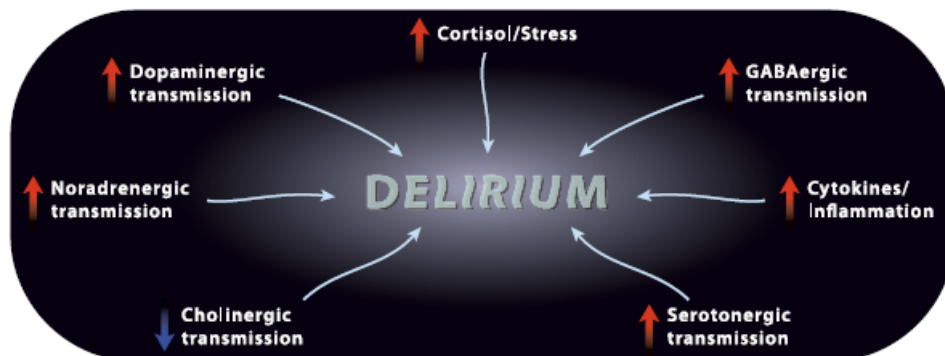 Cortisol/Stress
Dopaminergic
transmission
GABAergic
transmission
Noradrenergic
transmission
DELIRIUM
Cytokines/
Inflammation
Cholinergic
transmission
Serotonergic
transmission